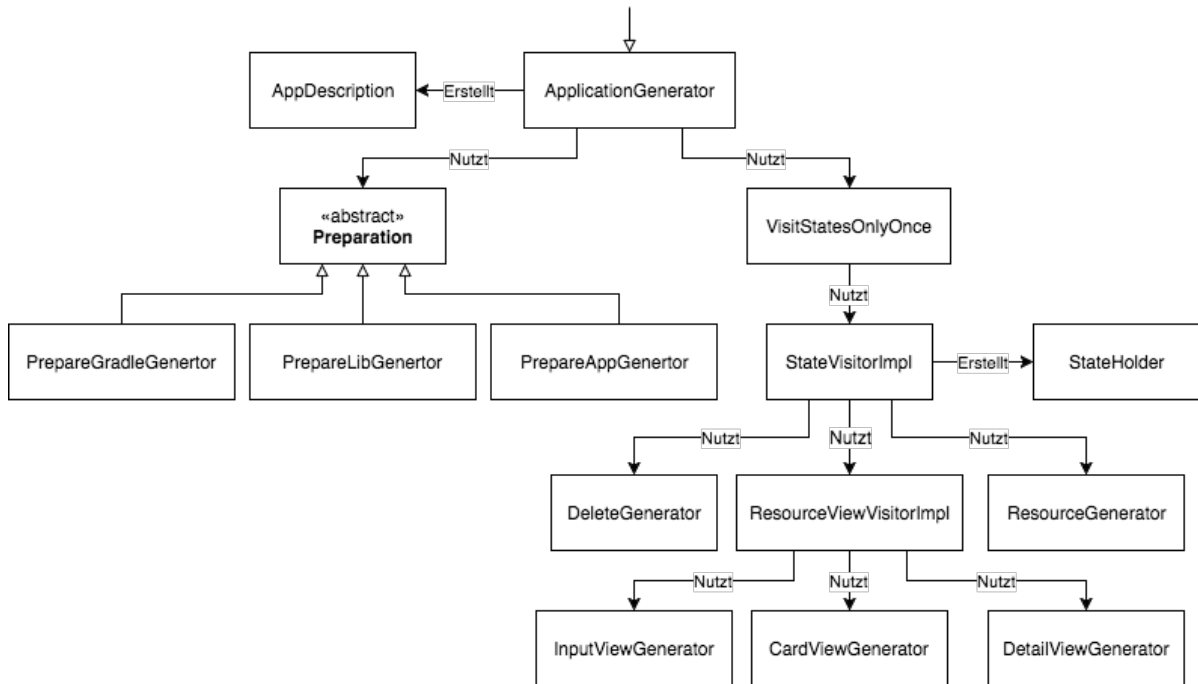 AppDescription
Erstellt
ApplicationGenerator
Nutzt
Nutzt
«abstract»
Preparation
VisitStatesOnlyOnce
Nutzt
PrepareGradleGenertor
PrepareLibGenertor
PrepareAppGenertor
StateVisitorImpl
Erstellt
StateHolder
Nutzt
Nutzt
Nutzt
DeleteGenerator
ResourceViewVisitorImpl
ResourceGenerator
Nutzt
Nutzt
Nutzt
InputViewGenerator
CardViewGenerator
DetailViewGenerator